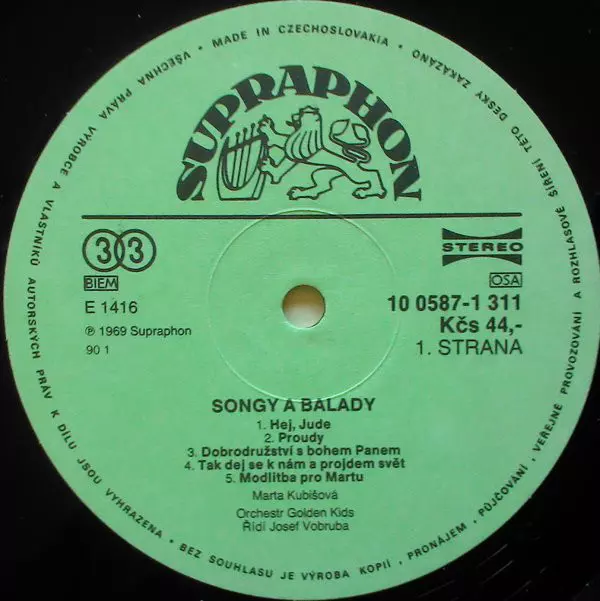 • MADE IN CZECHOSLOVAKIA •
VŠECHNA PRÁVA VÝROBCE A VLASTNÍKŮ AUTORSKÝCH PRÁV K DÍLU JSOU VYHRAZENA • BEZ SOUHLASU JE VÝROBA KOPIÍ, PRONÁJEM, PŮJČOVÁNÍ, VEŘEJNÉ PROVOZOVÁNÍ A ROZHLASOVÉ ŠÍŘENÍ TÉTO DESKY ZAKÁZÁNO
SUPRAPHON
33
STEREO
BIEM
OSA
E 1416
10 0587-1 311
Kčs 44,-
℗ 1969 Supraphon
90 1
1. STRANA
SONGY A BALADY
1. Hej, Jude
2. Proudy
3. Dobrodružství s bohem Panem
4. Tak dej se k nám a projdem svět
5. Modlitba pro Martu
Marta Kubišová
Orchestr Golden Kids
Řídí Josef Vobruba